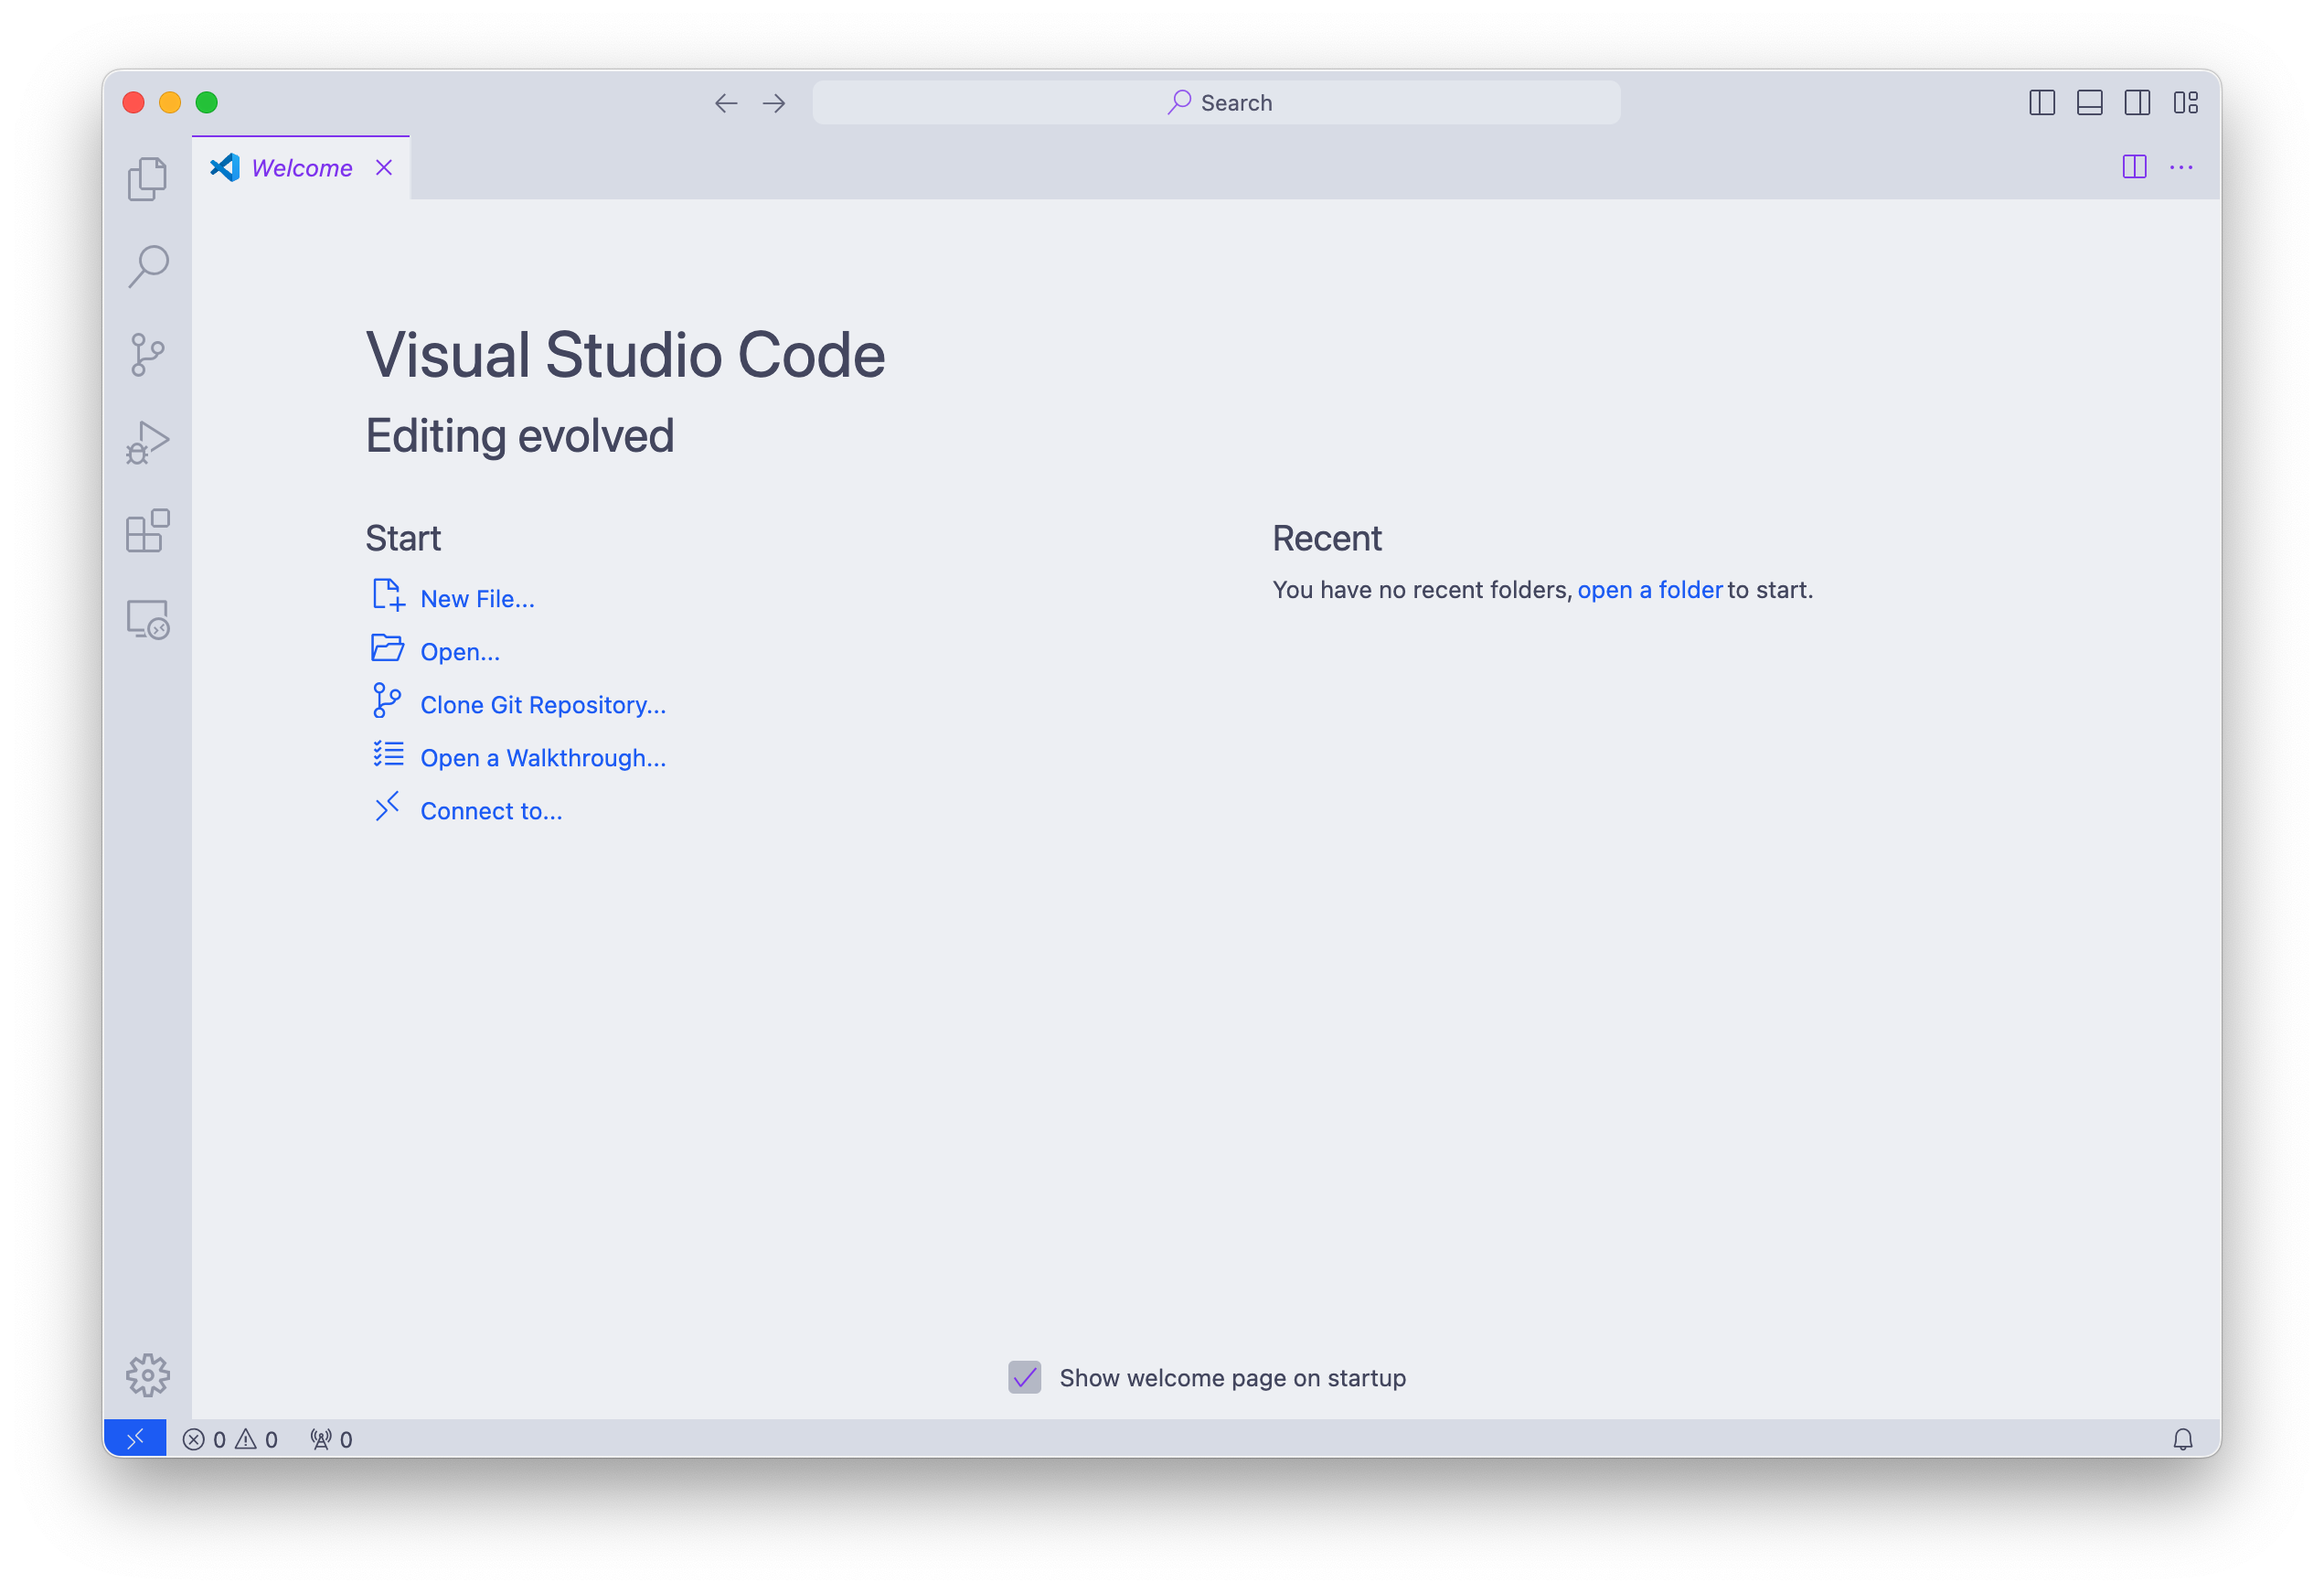 Search
Welcome
Visual Studio Code
Editing evolved
Start
New File...
Open...
Clone Git Repository...
Open a Walkthrough...
Connect to...
Recent
You have no recent folders, open a folder to start.
Show welcome page on startup
0 0 0